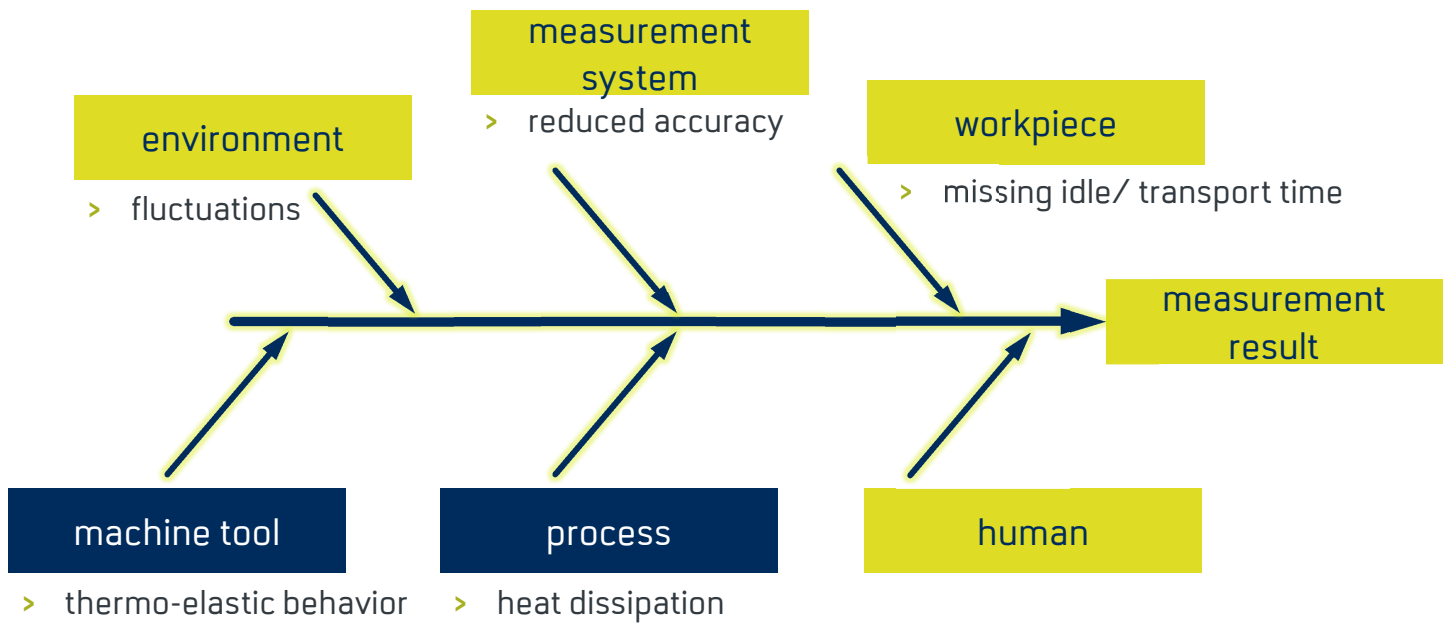 measurement
system
> reduced accuracy
environment
> fluctuations
workpiece
> missing idle/ transport time
measurement
result
machine tool
> thermo-elastic behavior
process
> heat dissipation
human